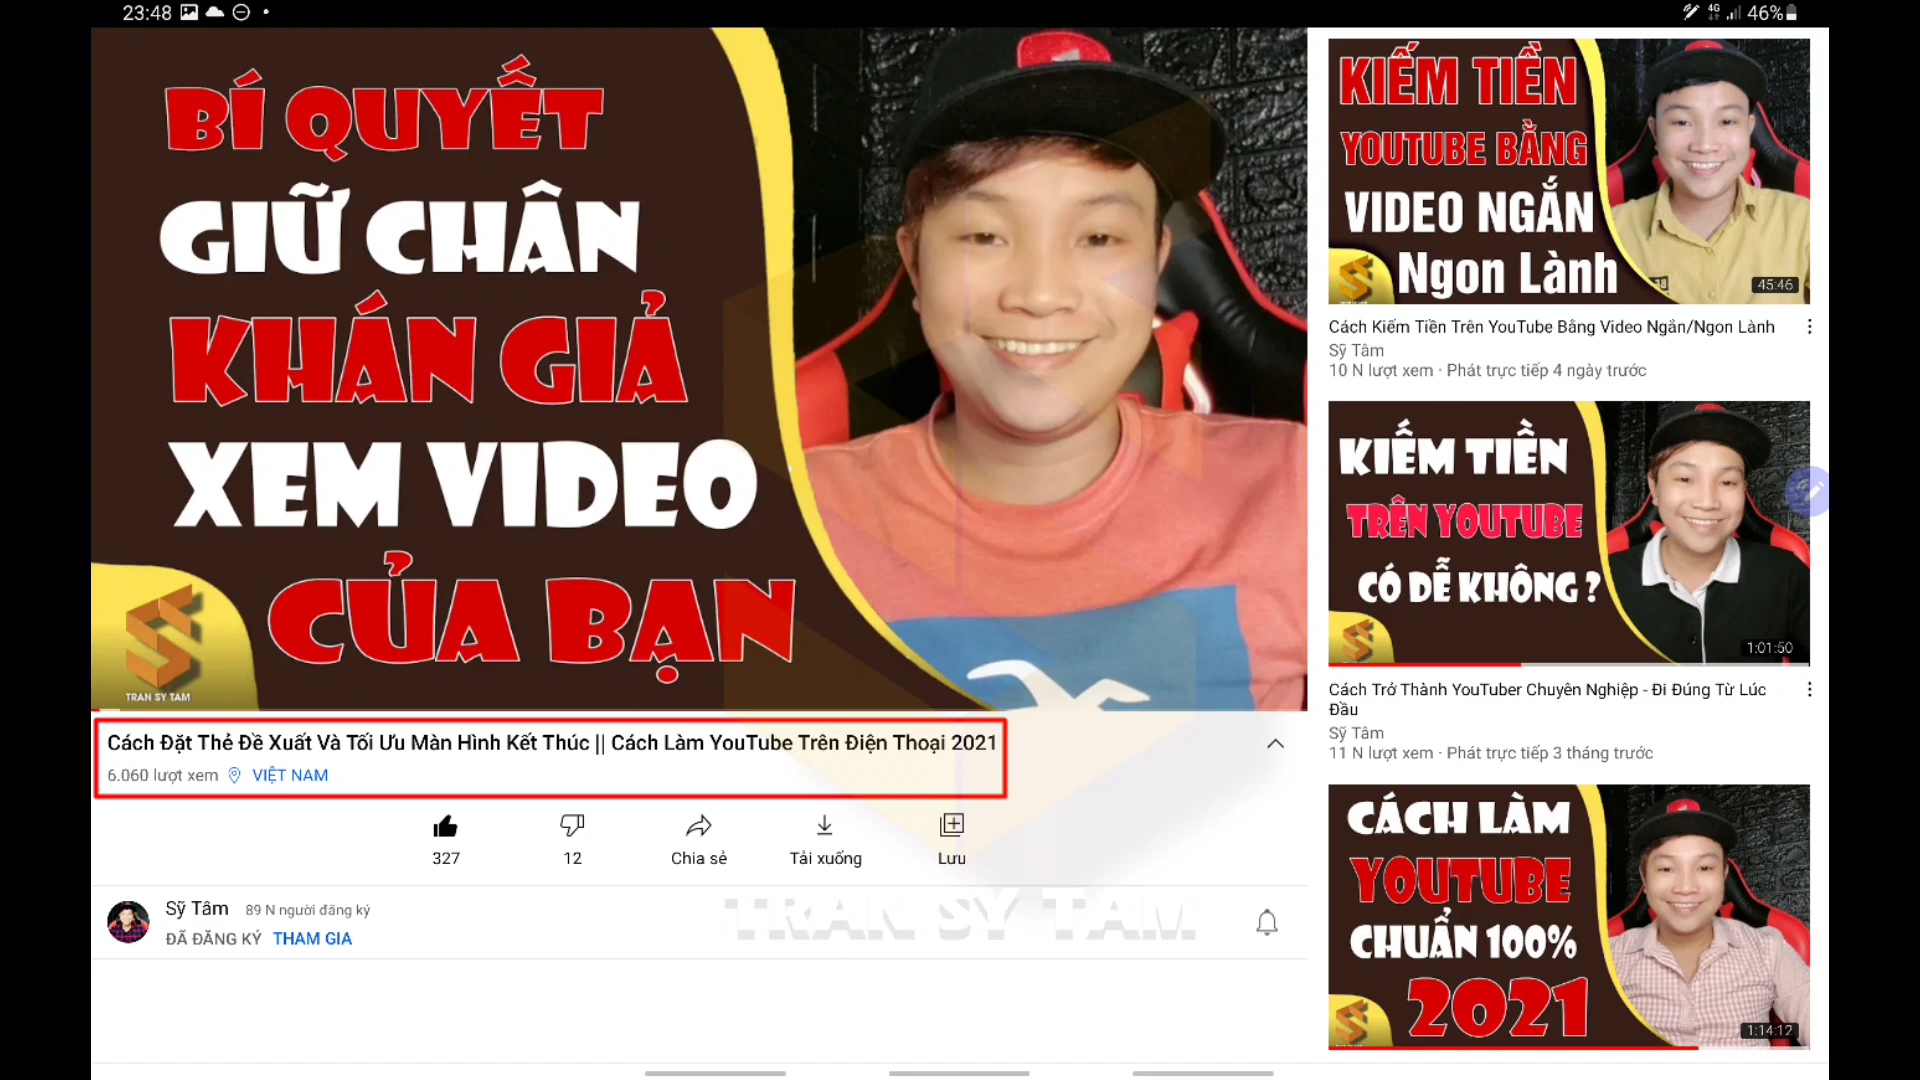 23:48
4G
46%
BÍ QUYẾT
GIỮ CHÂN
KHÁN GIẢ
XEM VIDEO
CỦA BẠN
TRAN SY TAM
Cách Đặt Thẻ Đề Xuất Và Tối Ưu Màn Hình Kết Thúc || Cách Làm YouTube Trên Điện Thoại 2021
6.060 lượt xem VIỆT NAM
327
12
Chia sẻ
Tải xuống
Lưu
Sỹ Tâm 89 N người đăng ký
ĐÃ ĐĂNG KÝ THAM GIA
TRAN SY TAM
KIẾM TIỀN
YOUTUBE BẰNG
VIDEO NGẮN
Ngon Lành
45:46
Cách Kiếm Tiền Trên YouTube Bằng Video Ngắn/Ngon Lành
Sỹ Tâm
10 N lượt xem · Phát trực tiếp 4 ngày trước
KIẾM TIỀN
TRÊN YOUTUBE
CÓ DỄ KHÔNG ?
1:01:50
Cách Trở Thành YouTuber Chuyên Nghiệp - Đi Đúng Từ Lúc
Đầu
Sỹ Tâm
11 N lượt xem · Phát trực tiếp 3 tháng trước
CÁCH LÀM
YOUTUBE
CHUẨN 100%
2021
1:14:12